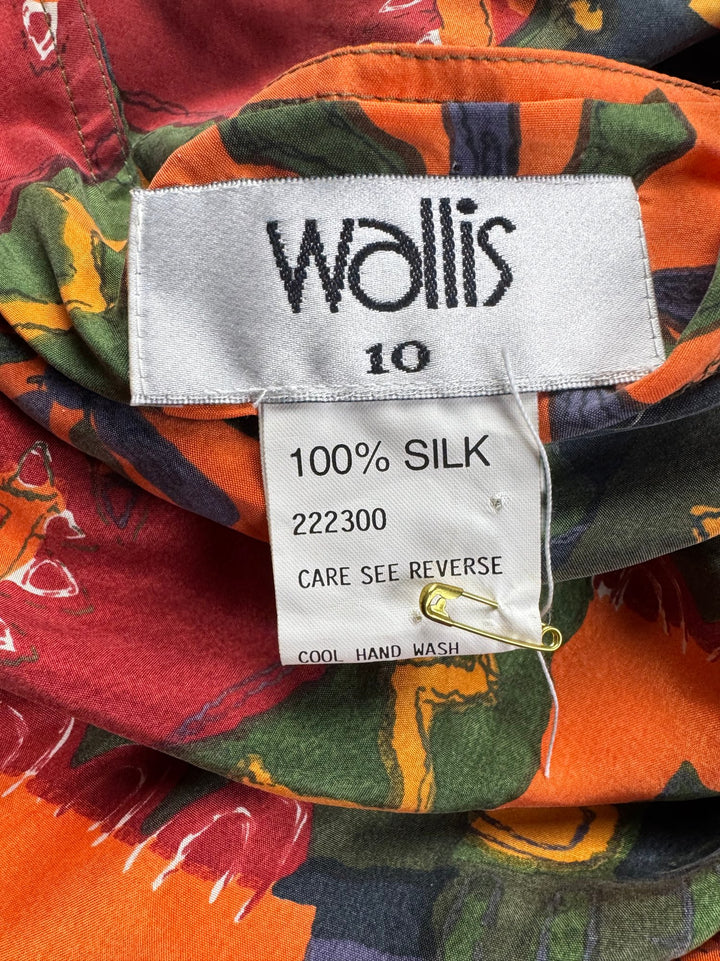 Wallis
10
100% SILK
222300
CARE SEE REVERSE
COOL HAND WASH